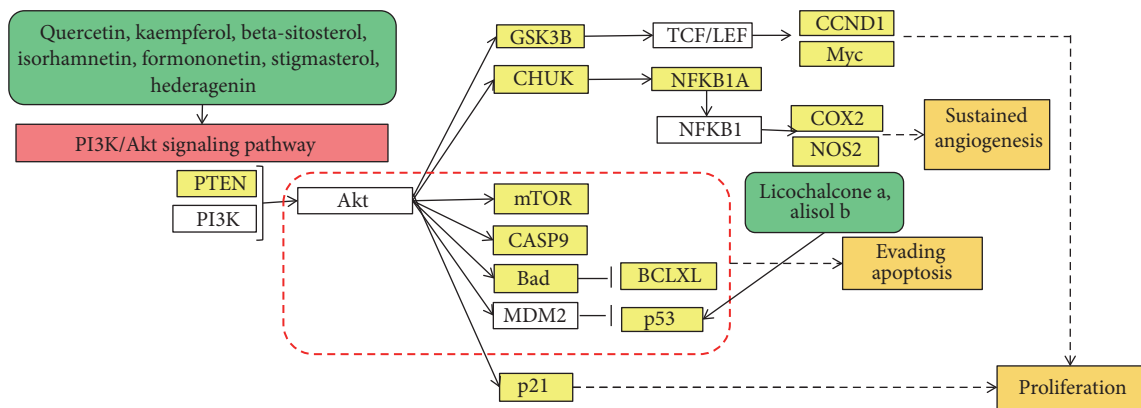 Quercetin, kaempferol, beta-sitosterol,
isorhamnetin, formononetin, stigmasterol,
hederagenin
PI3K/Akt signaling pathway
PTEN
PI3K
Akt
GSK3B
TCF/LEF
CCND1
Myc
CHUK
NFKB1A
NFKB1
COX2
NOS2
Sustained
angiogenesis
mTOR
CASP9
Bad
BCLXL
MDM2
p53
Licochalcone a,
alisol b
Evading
apoptosis
p21
Proliferation